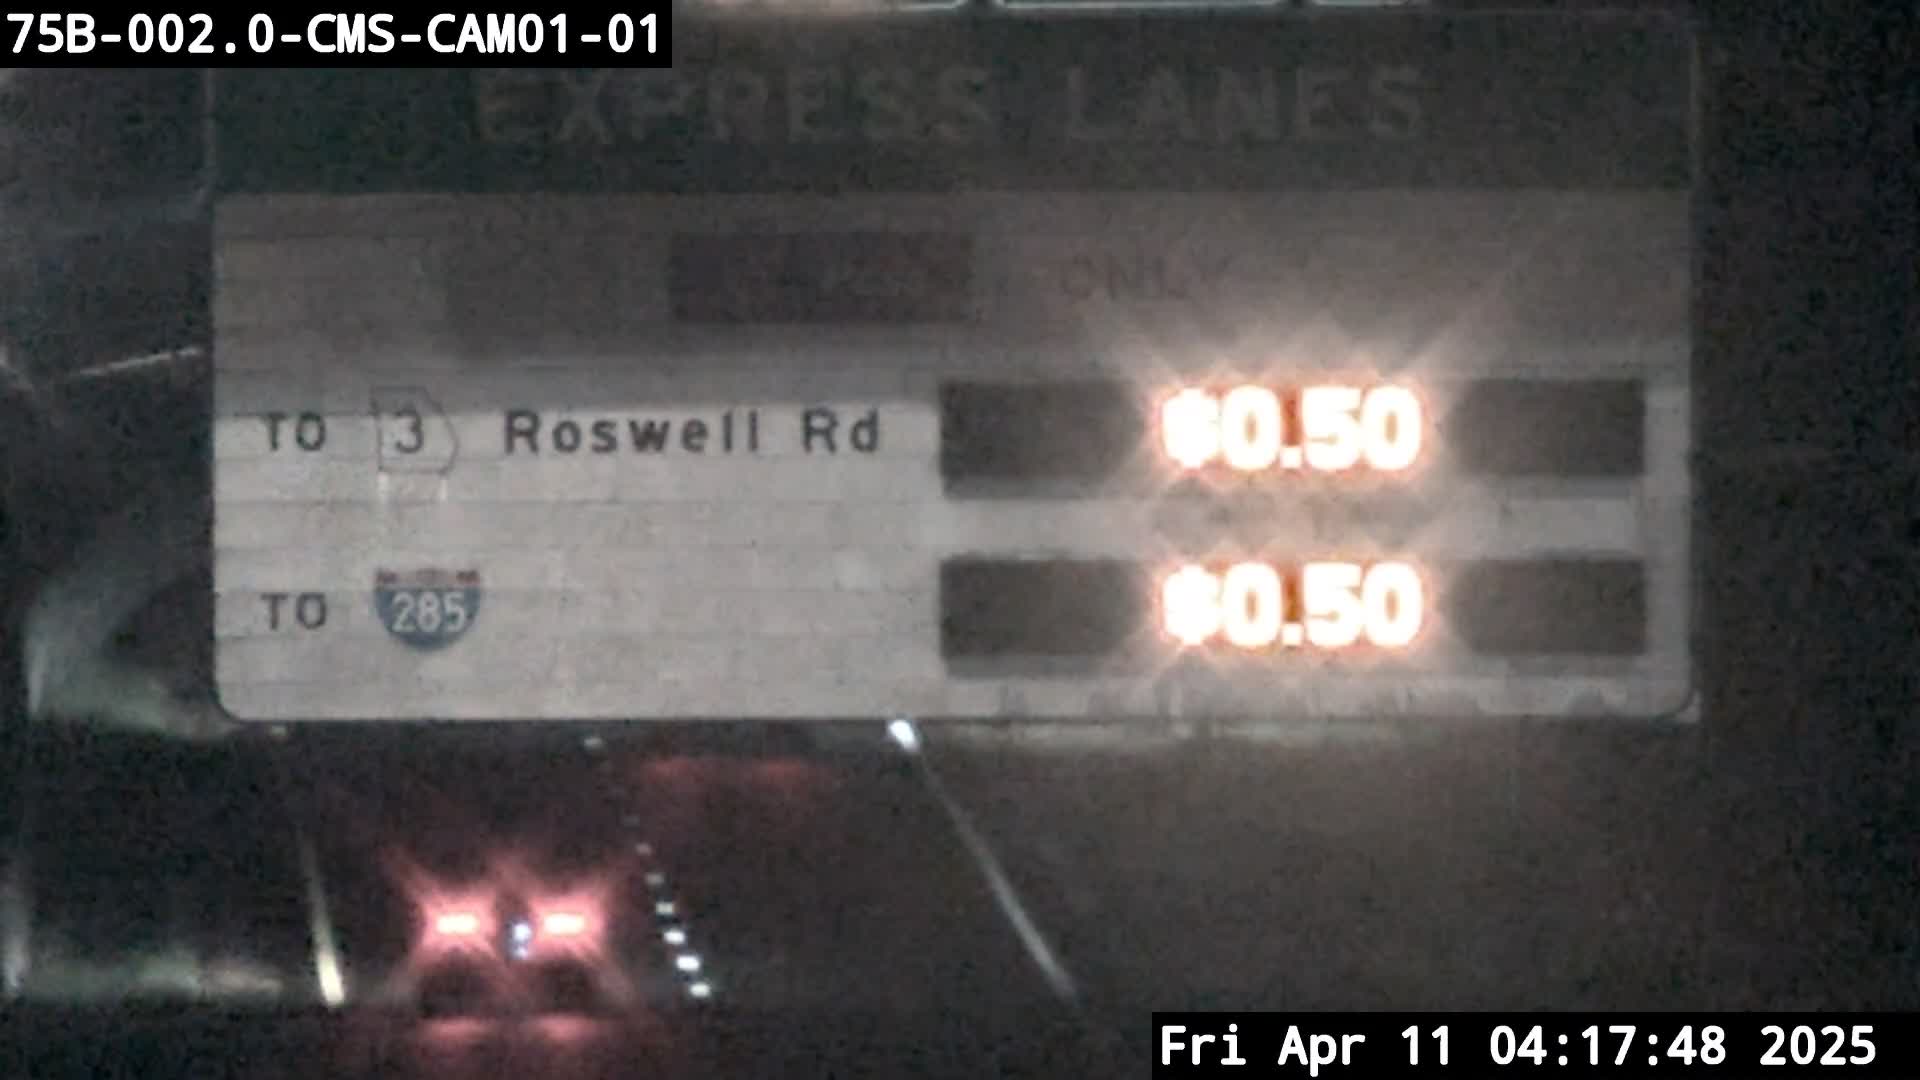 75B-002.0-CMS-CAM01-01
EXPRESS LANES
ONLY
TO 3 Roswell Rd $0.50
TO 285 $0.50
Fri Apr 11 04:17:48 2025